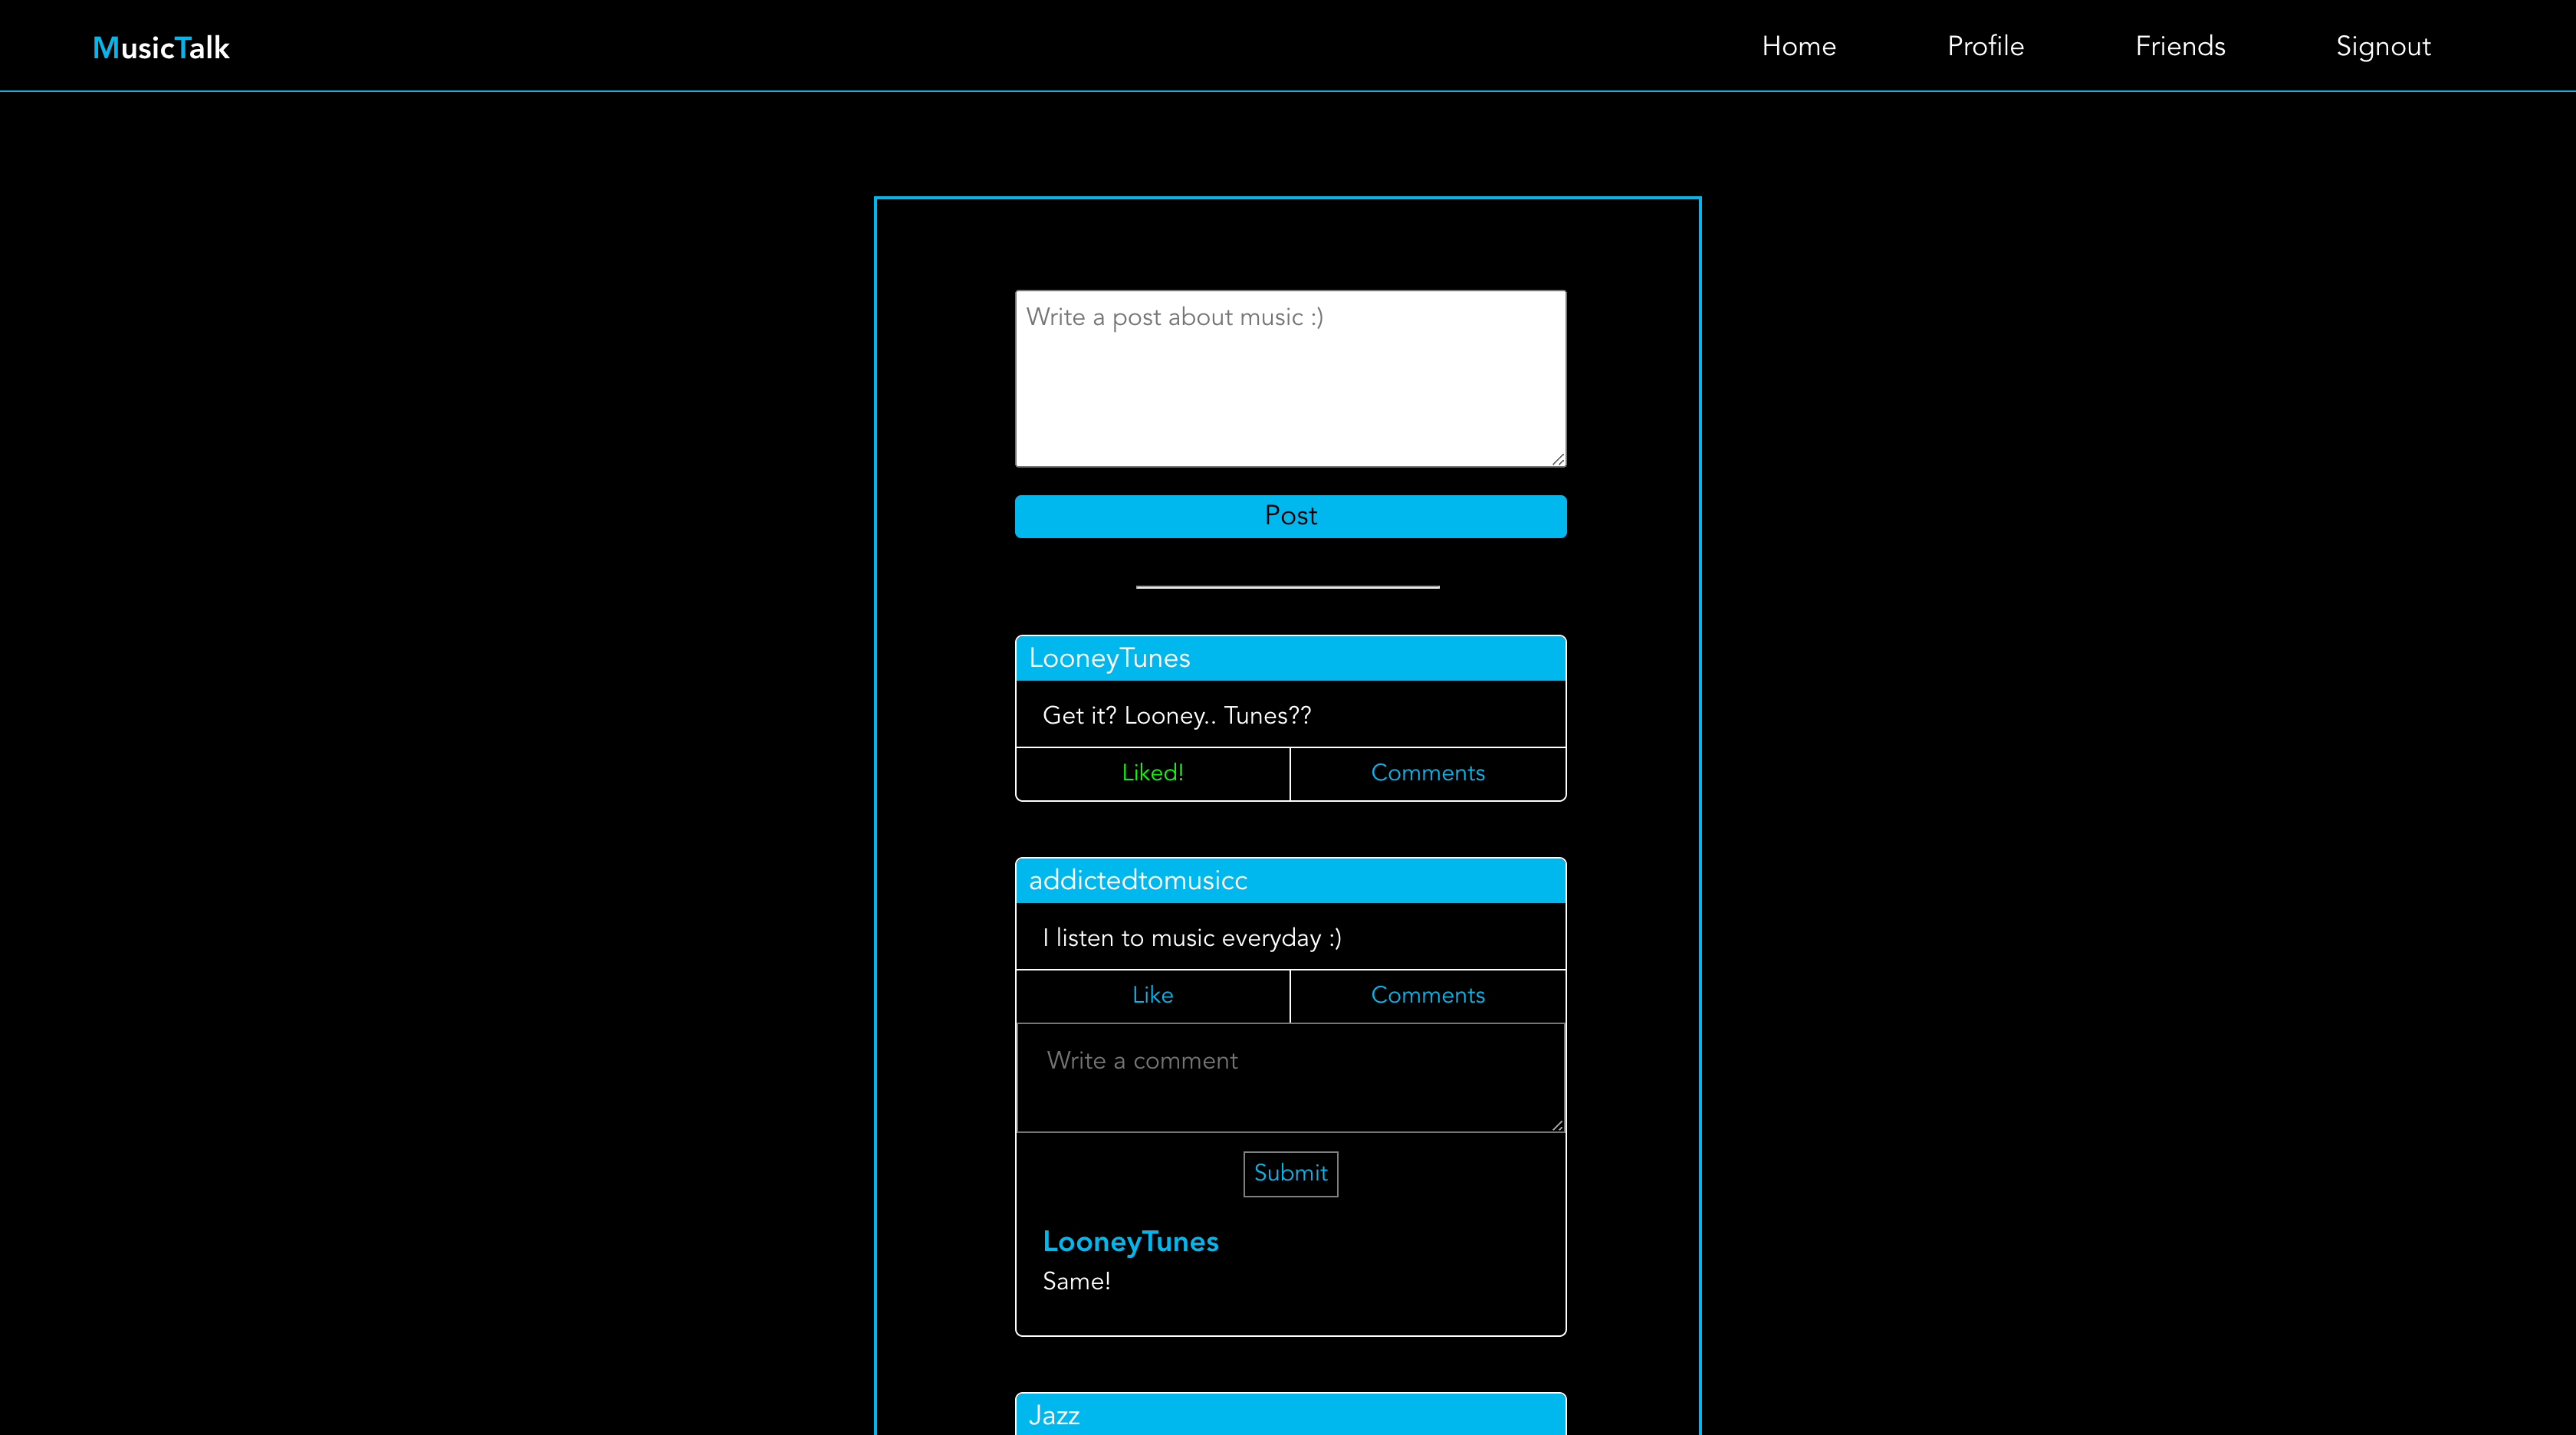 MusicTalk Home Profile Friends Signout
Write a post about music :)
Post
LooneyTunes
Get it? Looney.. Tunes??
Liked! Comments
addictedtomusicc
I listen to music everyday :)
Like Comments
Write a comment
Submit
LooneyTunes
Same!
Jazz